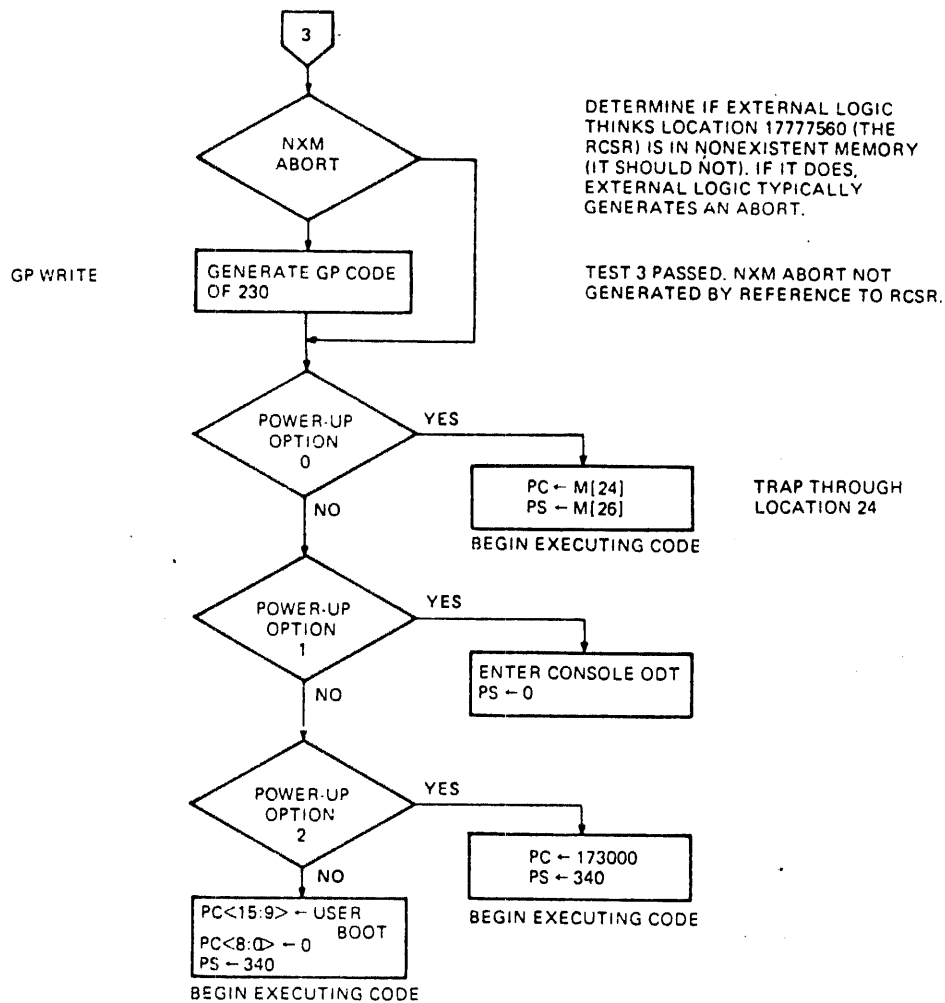 3
NXM
ABORT
DETERMINE IF EXTERNAL LOGIC
THINKS LOCATION 17777560 (THE
RCSR) IS IN NONEXISTENT MEMORY
(IT SHOULD NOT). IF IT DOES,
EXTERNAL LOGIC TYPICALLY
GENERATES AN ABORT.
GP WRITE
GENERATE GP CODE
OF 230
TEST 3 PASSED. NXM ABORT NOT
GENERATED BY REFERENCE TO RCSR.
POWER-UP
OPTION
0
YES
NO
PC ← M[24]
PS ← M[26]
BEGIN EXECUTING CODE
TRAP THROUGH
LOCATION 24
POWER-UP
OPTION
1
YES
NO
ENTER CONSOLE ODT
PS ← 0
POWER-UP
OPTION
2
YES
NO
PC ← 173000
PS ← 340
BEGIN EXECUTING CODE
PC<15:9> ← USER
BOOT
PC<8:0> ← 0
PS ← 340
BEGIN EXECUTING CODE